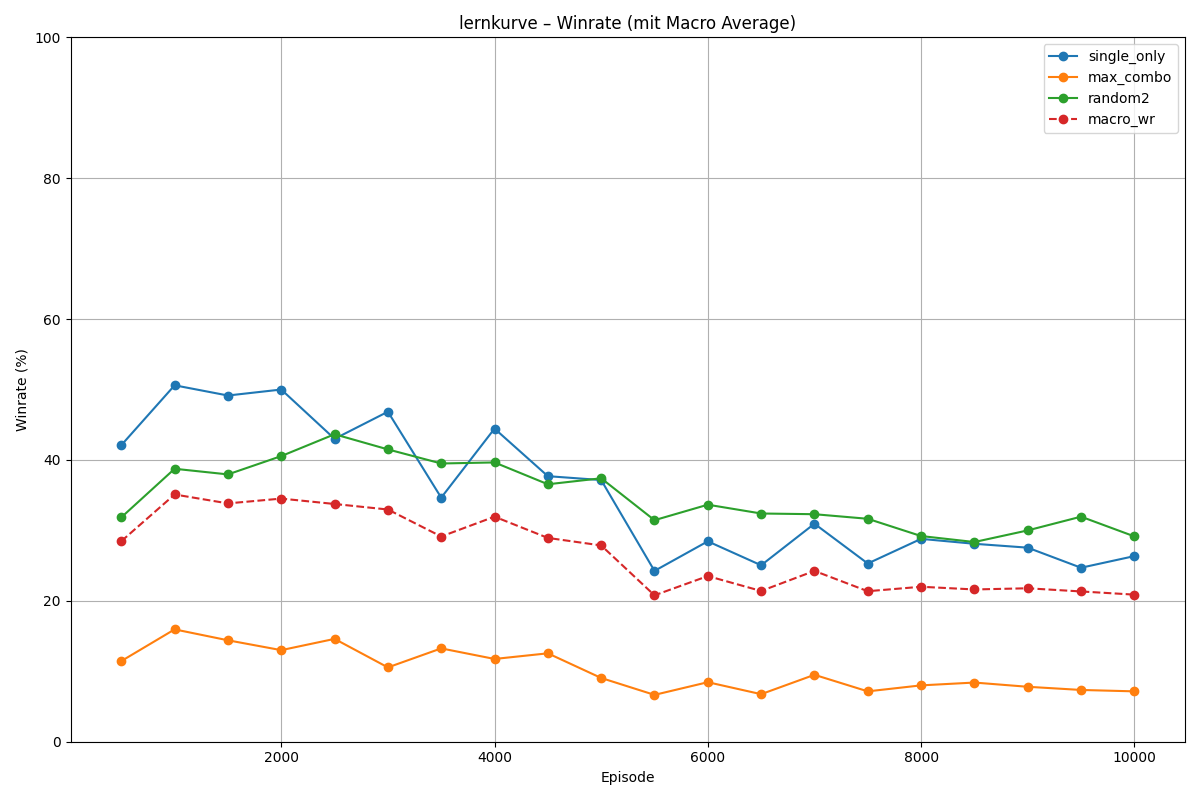 lernkurve – Winrate (mit Macro Average)
single_only
max_combo
random2
macro_wr
Winrate (%)
100
80
60
40
20
0
2000
4000
6000
8000
10000
Episode